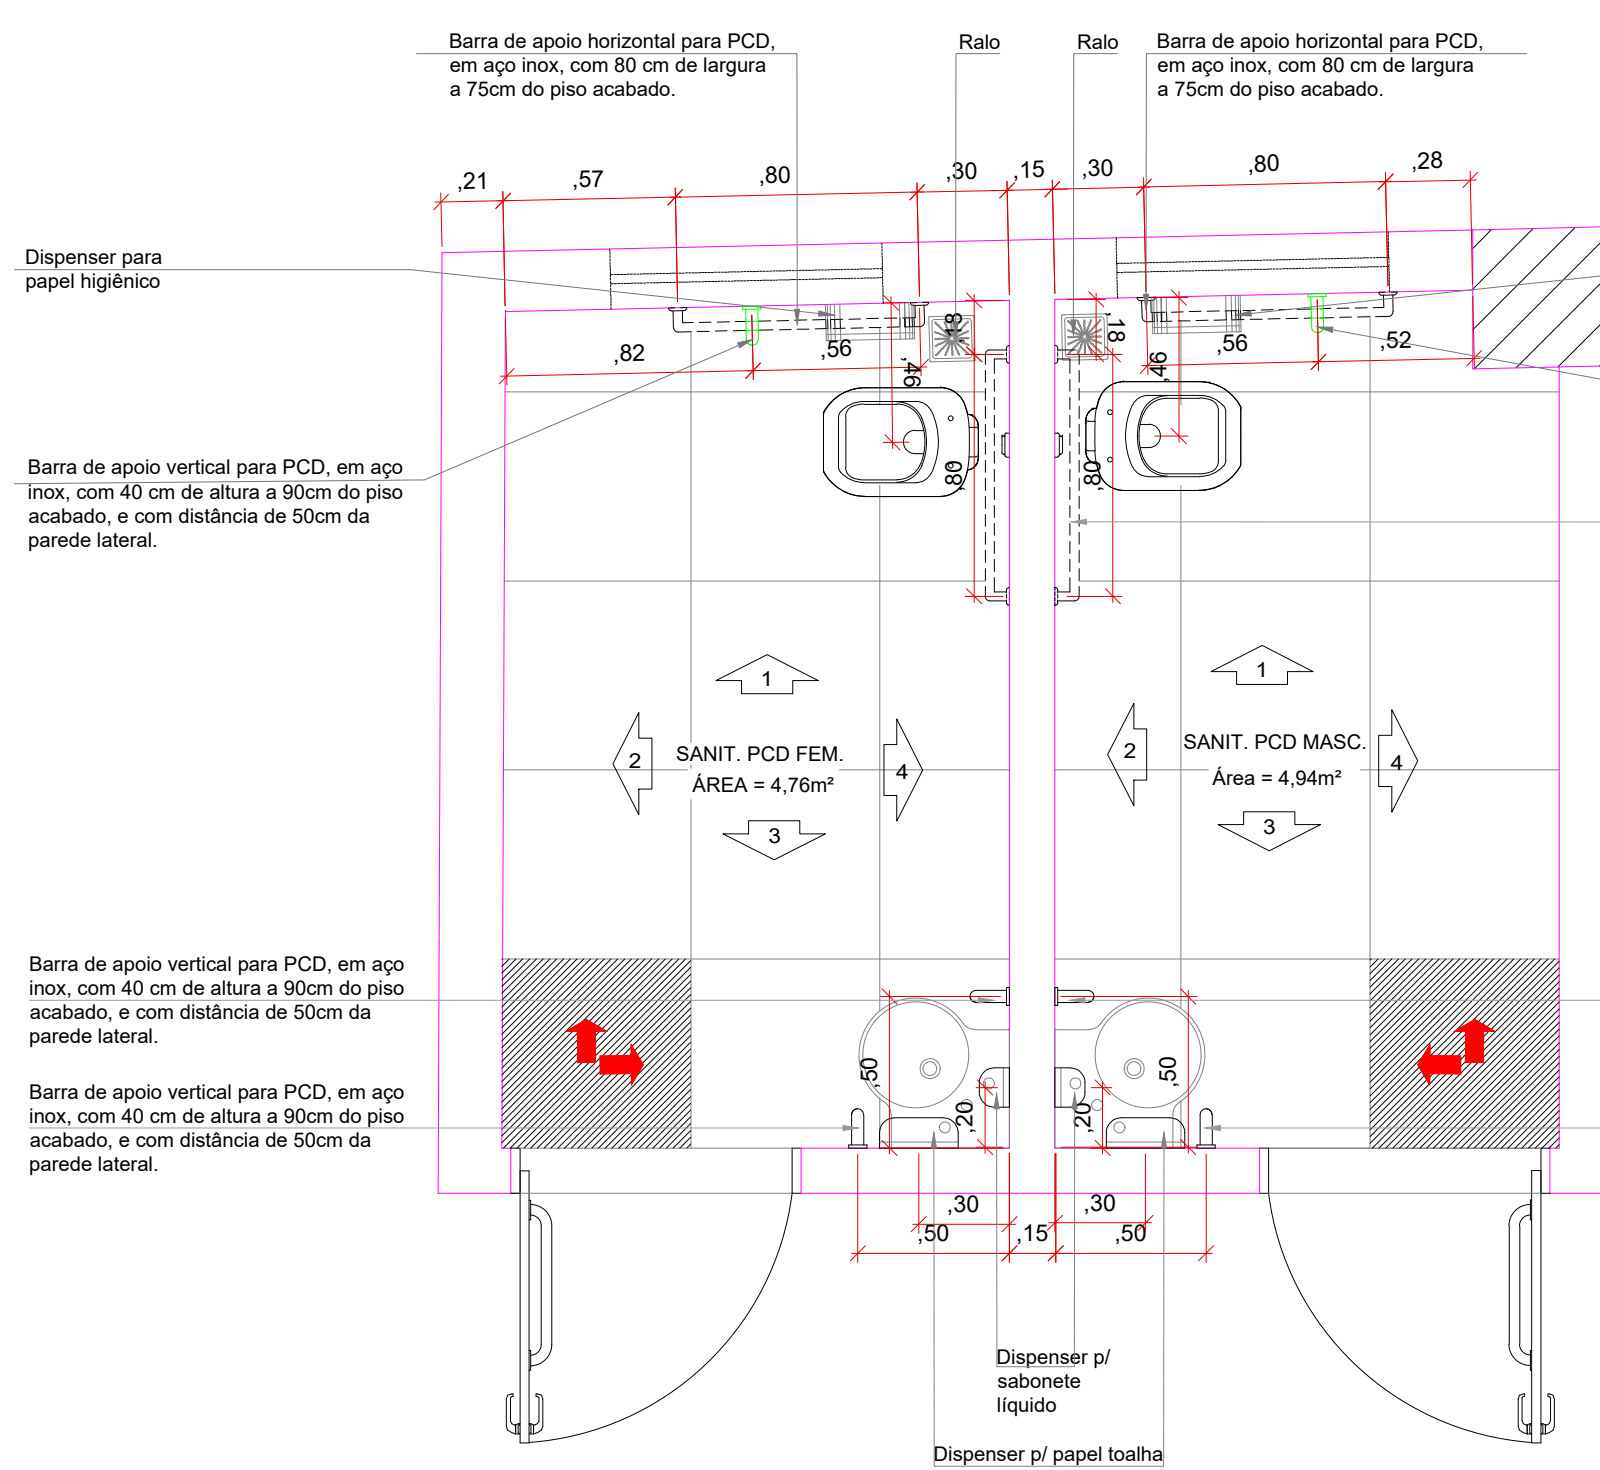 Barra de apoio horizontal para PCD,
em aço inox, com 80 cm de largura
a 75cm do piso acabado.
Ralo
Ralo
Barra de apoio horizontal para PCD,
em aço inox, com 80 cm de largura
a 75cm do piso acabado.
,21
,57
,80
,30
,15
,30
,80
,28
Dispenser para
papel higiênico
,82
,56
,46
,18
,18
,46
,56
,52
,80
,80
Barra de apoio vertical para PCD, em aço
inox, com 40 cm de altura a 90cm do piso
acabado, e com distância de 50cm da
parede lateral.
1
2
SANIT. PCD FEM.
ÁREA = 4,76m²
4
3
1
2
SANIT. PCD MASC.
Área = 4,94m²
4
3
Barra de apoio vertical para PCD, em aço
inox, com 40 cm de altura a 90cm do piso
acabado, e com distância de 50cm da
parede lateral.
Barra de apoio vertical para PCD, em aço
inox, com 40 cm de altura a 90cm do piso
acabado, e com distância de 50cm da
parede lateral.
,50
,20
,20
,50
,30
,30
,50
,15
,50
Dispenser p/
sabonete
líquido
Dispenser p/ papel toalha